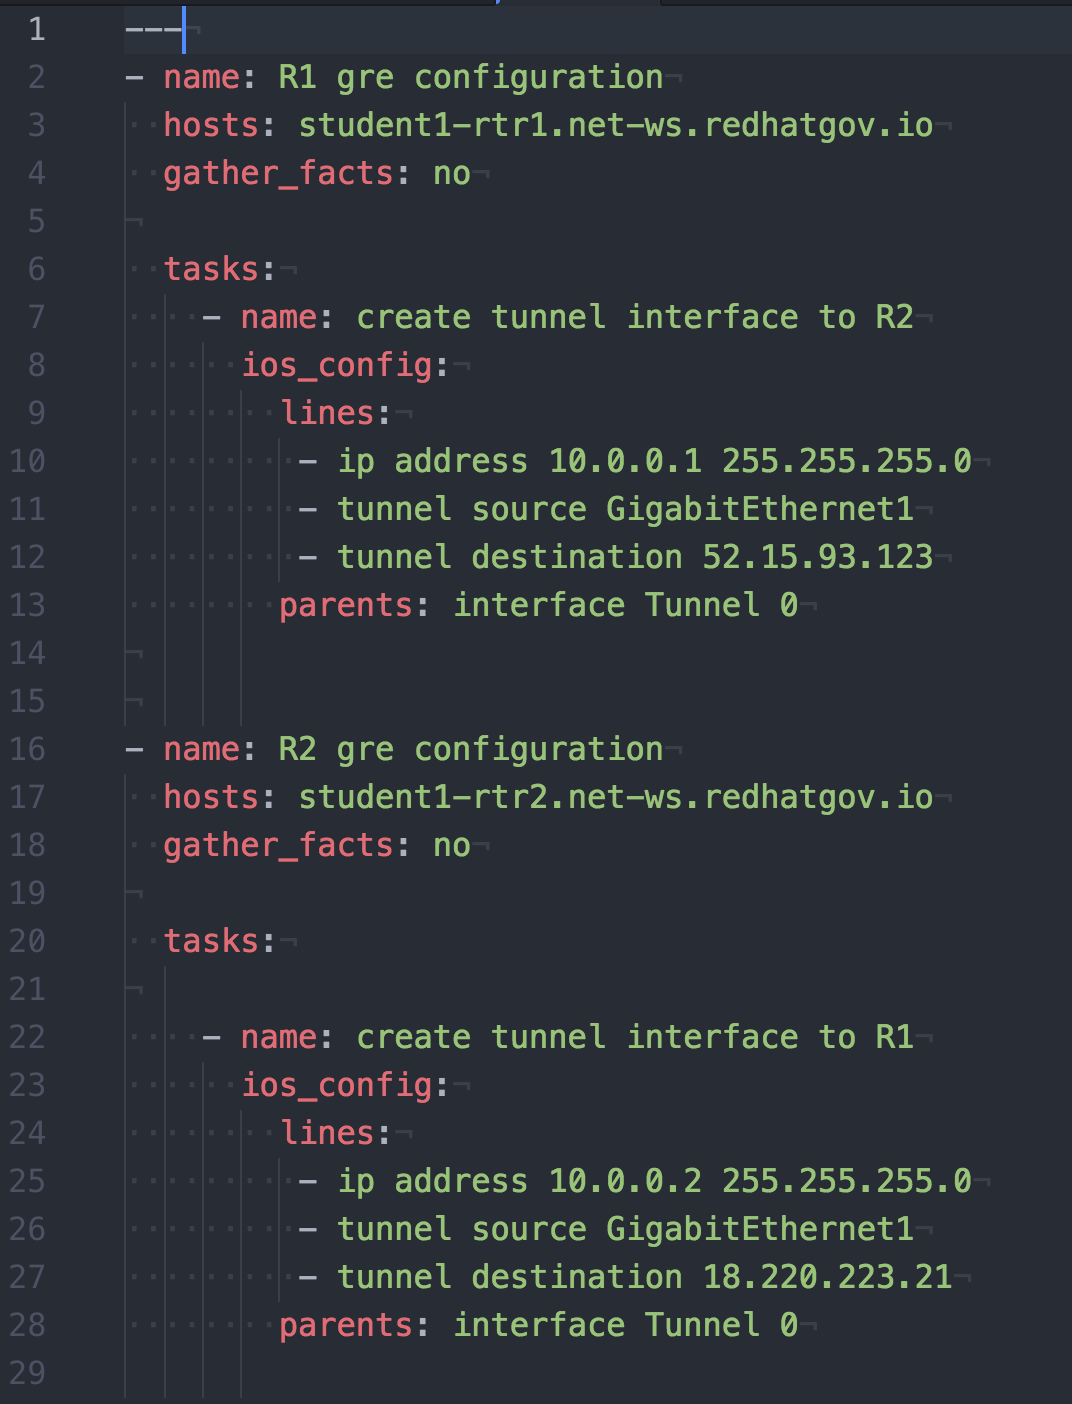 1 ---
2 - name: R1 gre configuration
3   hosts: student1-rtr1.net-ws.redhatgov.io
4   gather_facts: no
5
6   tasks:
7     - name: create tunnel interface to R2
8       ios_config:
9         lines:
10          - ip address 10.0.0.1 255.255.255.0
11          - tunnel source GigabitEthernet1
12          - tunnel destination 52.15.93.123
13         parents: interface Tunnel 0
14
15
16 - name: R2 gre configuration
17   hosts: student1-rtr2.net-ws.redhatgov.io
18   gather_facts: no
19
20   tasks:
21
22     - name: create tunnel interface to R1
23       ios_config:
24         lines:
25          - ip address 10.0.0.2 255.255.255.0
26          - tunnel source GigabitEthernet1
27          - tunnel destination 18.220.223.21
28         parents: interface Tunnel 0
29